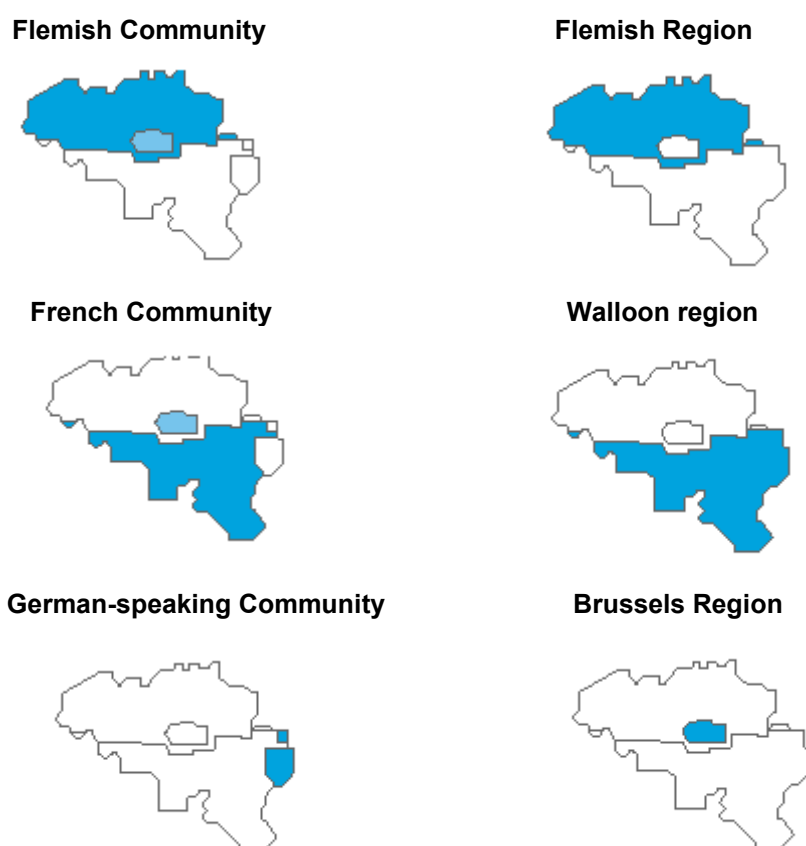 Flemish Community
Flemish Region
French Community
Walloon region
German-speaking Community
Brussels Region